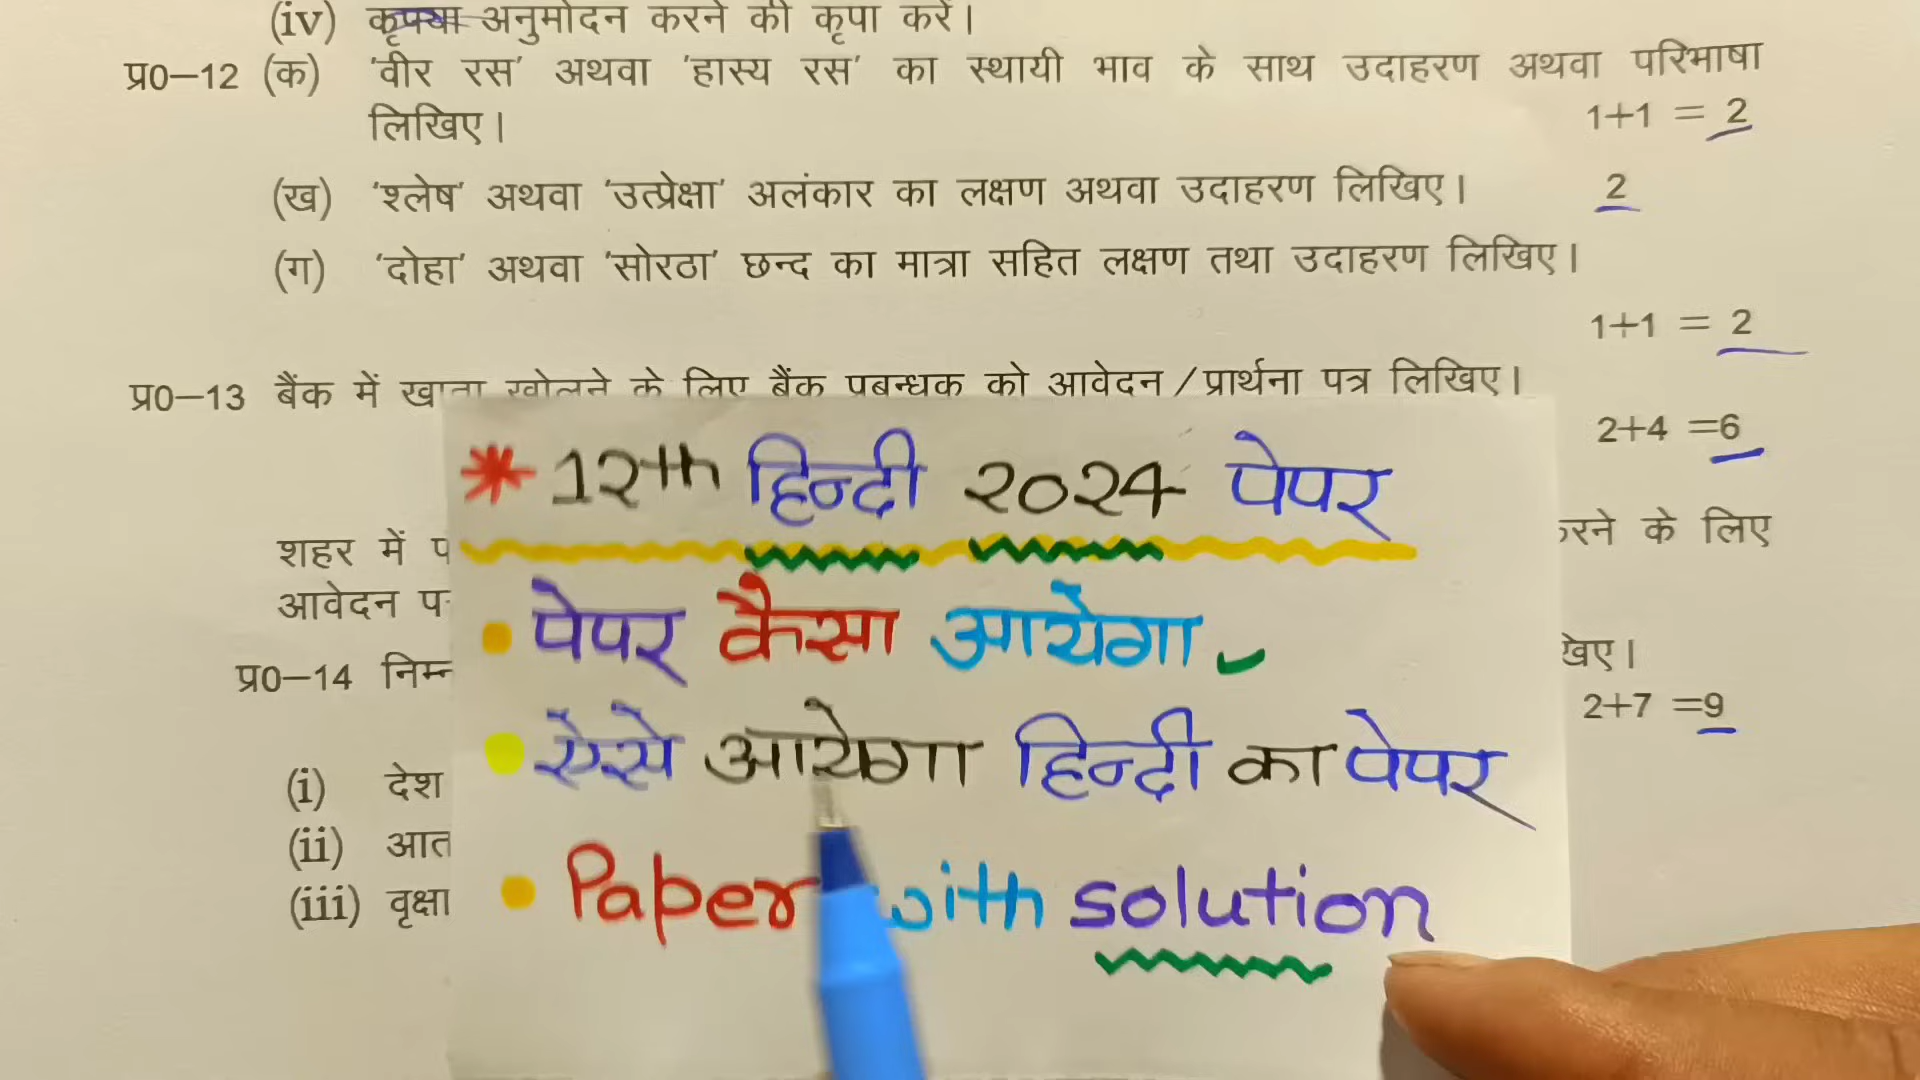 (iv) कृपया अनुमोदन करने की कृपा करें।
प्र0–12 (क) 'वीर रस' अथवा 'हास्य रस' का स्थायी भाव के साथ उदाहरण अथवा परिभाषा
लिखिए। 1+1 = 2
(ख) 'श्लेष' अथवा 'उत्प्रेक्षा' अलंकार का लक्षण अथवा उदाहरण लिखिए। 2
(ग) 'दोहा' अथवा 'सोरठा' छन्द का मात्रा सहित लक्षण तथा उदाहरण लिखिए।
1+1 = 2
प्र0–13 बैंक में खाता खोलने के लिए बैंक प्रबन्धक को आवेदन/प्रार्थना पत्र लिखिए।
2+4 =6
शहर में
रने के लिए
आवेदन
प्र0–14 निम्न
खिए।
2+7 =9
(i) देश
(ii) आत
(iii) वृक्षा
* 12th हिन्दी 2024 पेपर
• पेपर कैसा आयेगा
• ऐसे आयेगा हिन्दी का पेपर
• Paper with solution